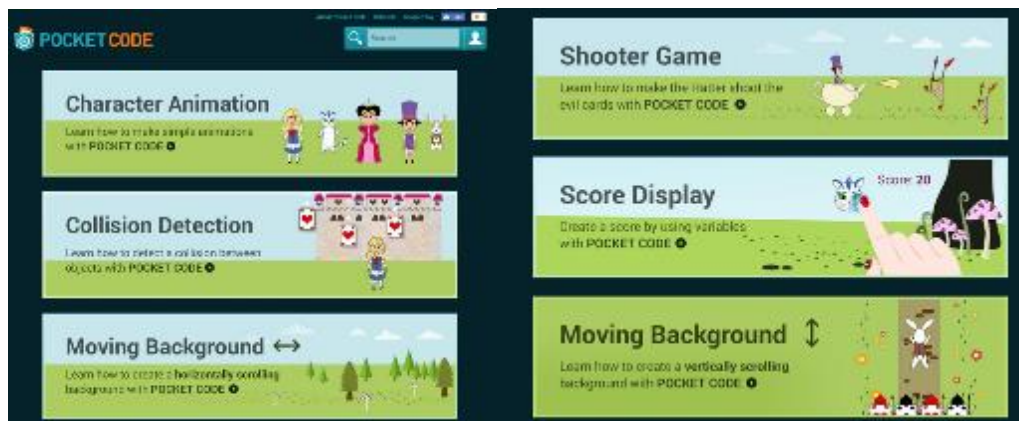 POCKET CODE
Search
Character Animation
Learn how to make simple animations
with POCKET CODE
Collision Detection
Learn how to detect a collision between
objects with POCKET CODE
Moving Background
Learn how to create a horizontally scrolling
background with POCKET CODE
Shooter Game
Learn how to make the Hatter shoot the
evil cards with POCKET CODE
Score Display
Create a score by using variables
with POCKET CODE
Score: 20
Moving Background
Learn how to create a vertically scrolling
background with POCKET CODE